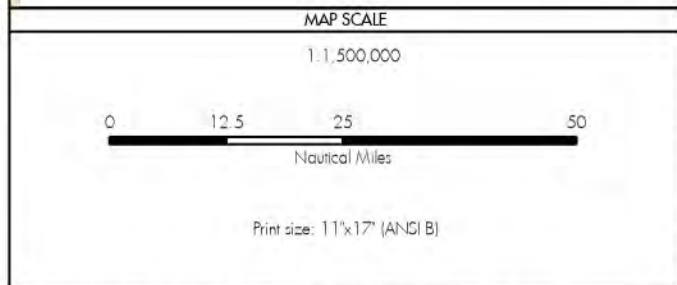 MAP SCALE
1:1,500,000
0 12.5 25 50
Nautical Miles
Print size: 11"x17" (ANSI B)